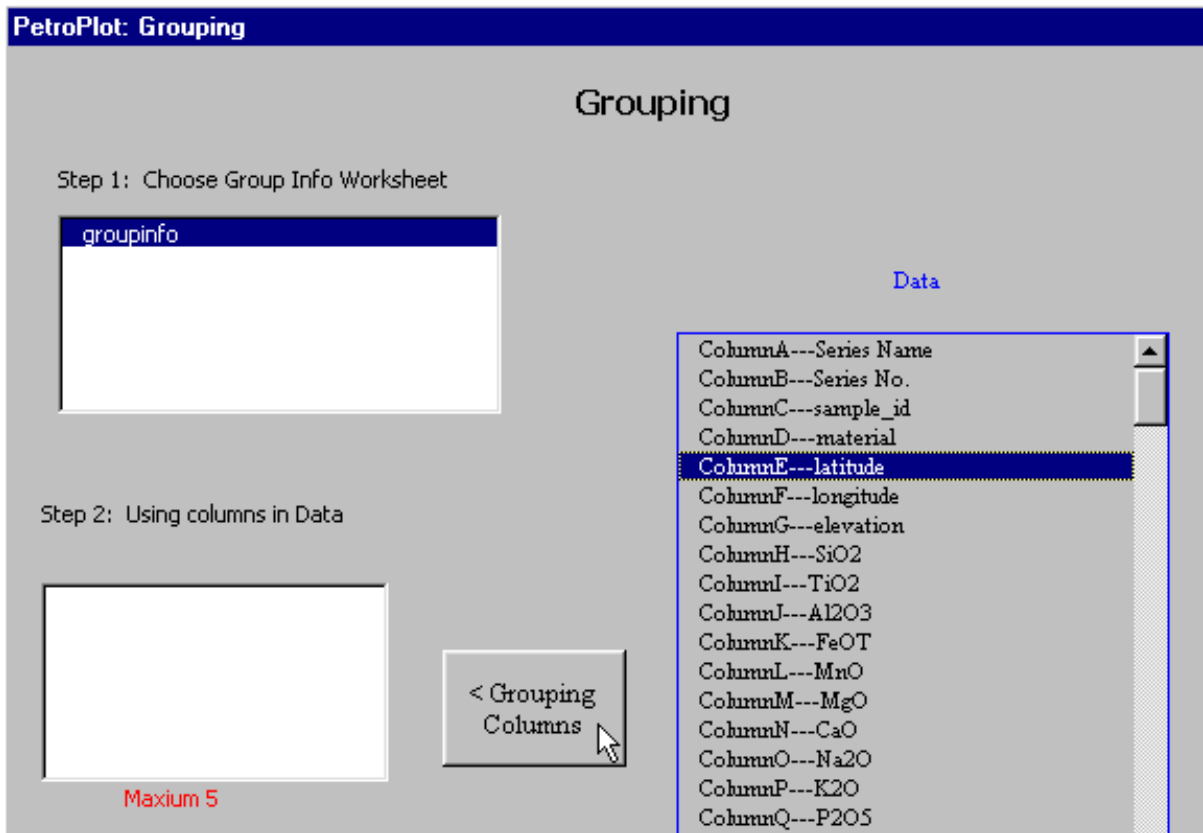 PetroPlot: Grouping
Grouping
Step 1: Choose Group Info Worksheet
groupinfo
Data
ColumnA---Series Name
ColumnB---Series No.
ColumnC---sample_id
ColumnD---material
ColumnE---latitude
ColumnF---longitude
ColumnG---elevation
ColumnH---SiO2
ColumnI---TiO2
ColumnJ---Al2O3
ColumnK---FeOT
ColumnL---MnO
ColumnM---MgO
ColumnN---CaO
ColumnO---Na2O
ColumnP---K2O
ColumnQ---P2O5
Step 2: Using columns in Data
< Grouping
Columns
Maxium 5